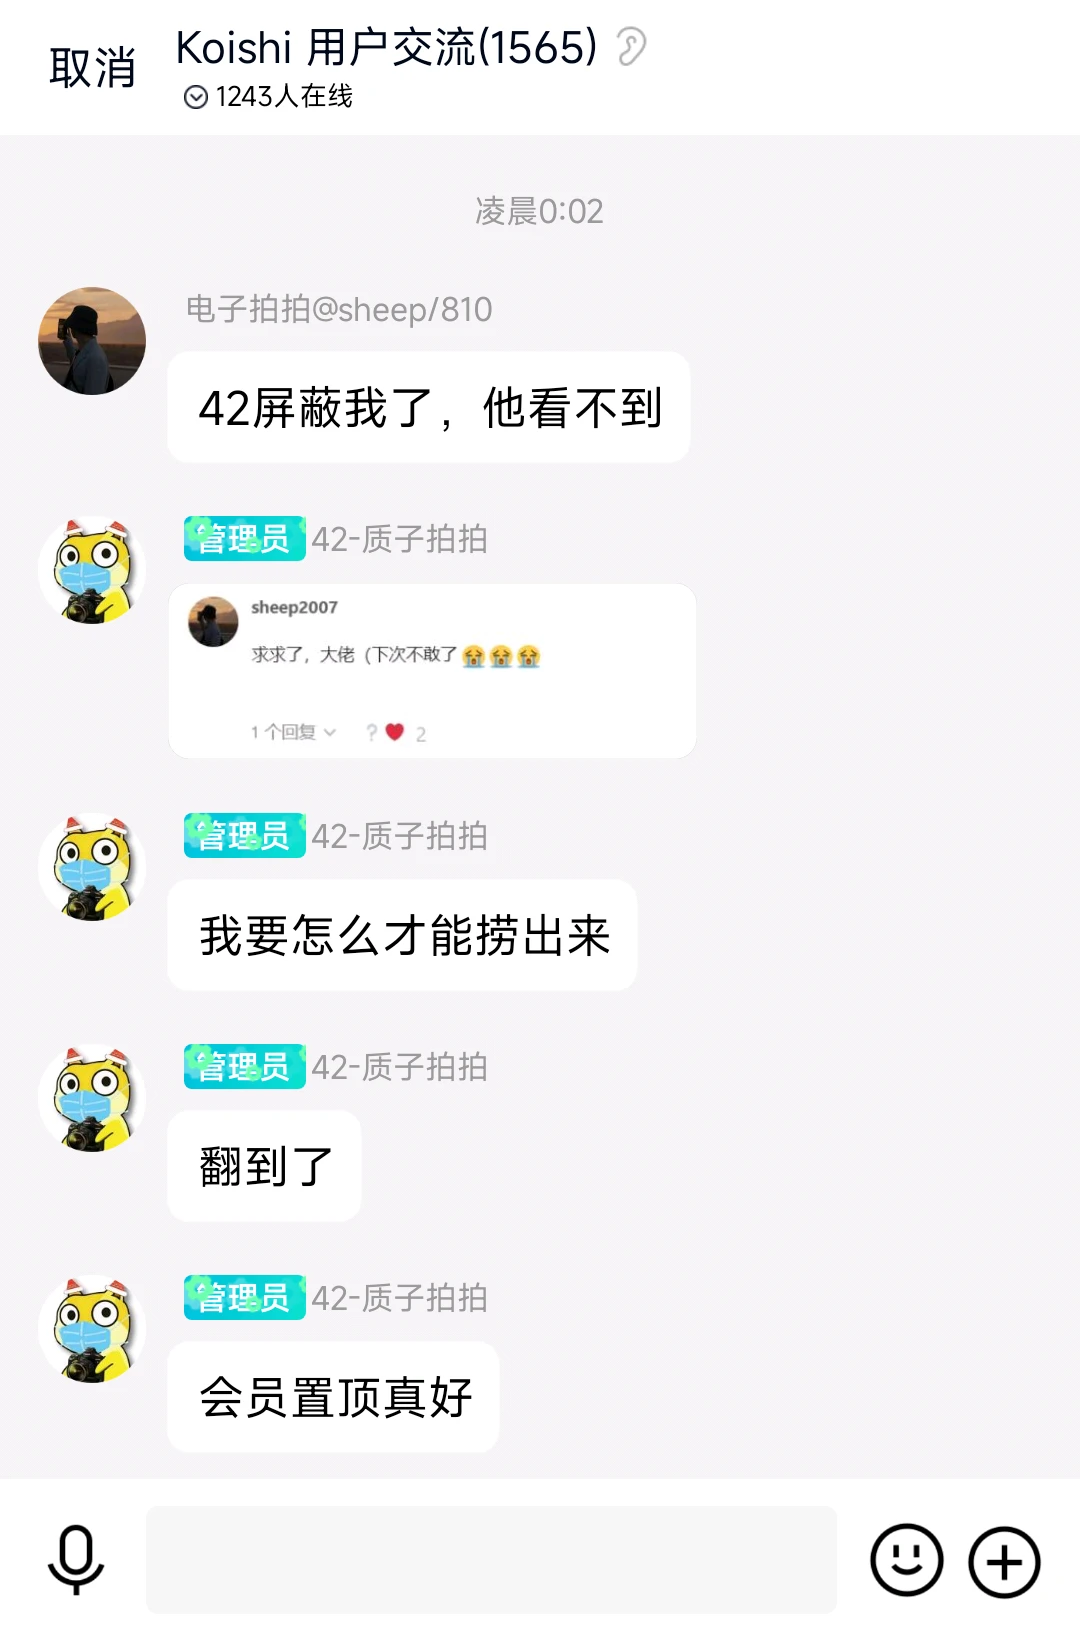 取消
Koishi 用户交流(1565)
1243人在线
凌晨0:02
电子拍拍@sheep/810
42屏蔽我了，他看不到
管理员 42-质子拍拍
sheep2007
求求了，大佬（下次不敢了😭😭😭
1 个回复 ? ❤ 2
管理员 42-质子拍拍
我要怎么才能捞出来
管理员 42-质子拍拍
翻到了
管理员 42-质子拍拍
会员置顶真好